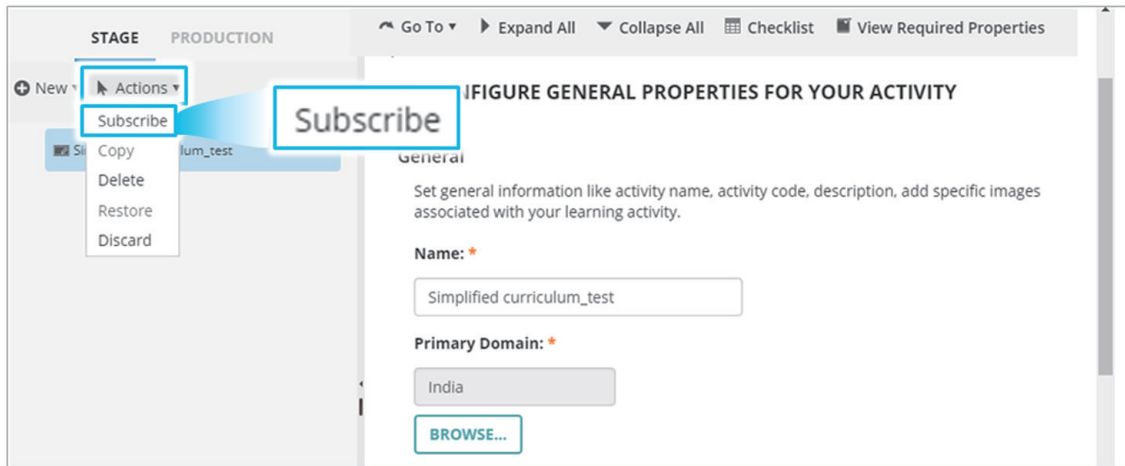 STAGE PRODUCTION
Go To Expand All Collapse All Checklist View Required Properties
New Actions
Subscribe
Subscribe
Copy
lum_test
Delete
Restore
Discard
NFIGURE GENERAL PROPERTIES FOR YOUR ACTIVITY
General
Set general information like activity name, activity code, description, add specific images
associated with your learning activity.
Name: *
Simplified curriculum_test
Primary Domain: *
India
BROWSE...